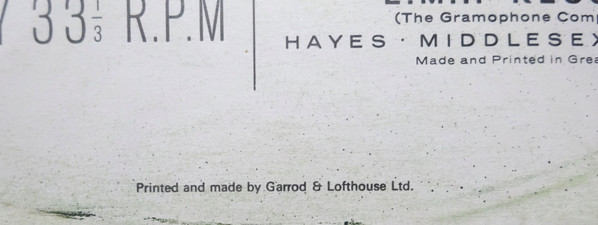 Y 33⅓ R.P.M
(The Gramophone Comp
HAYES · MIDDLESEX
Made and Printed in Grea
Printed and made by Garrod & Lofthouse Ltd.